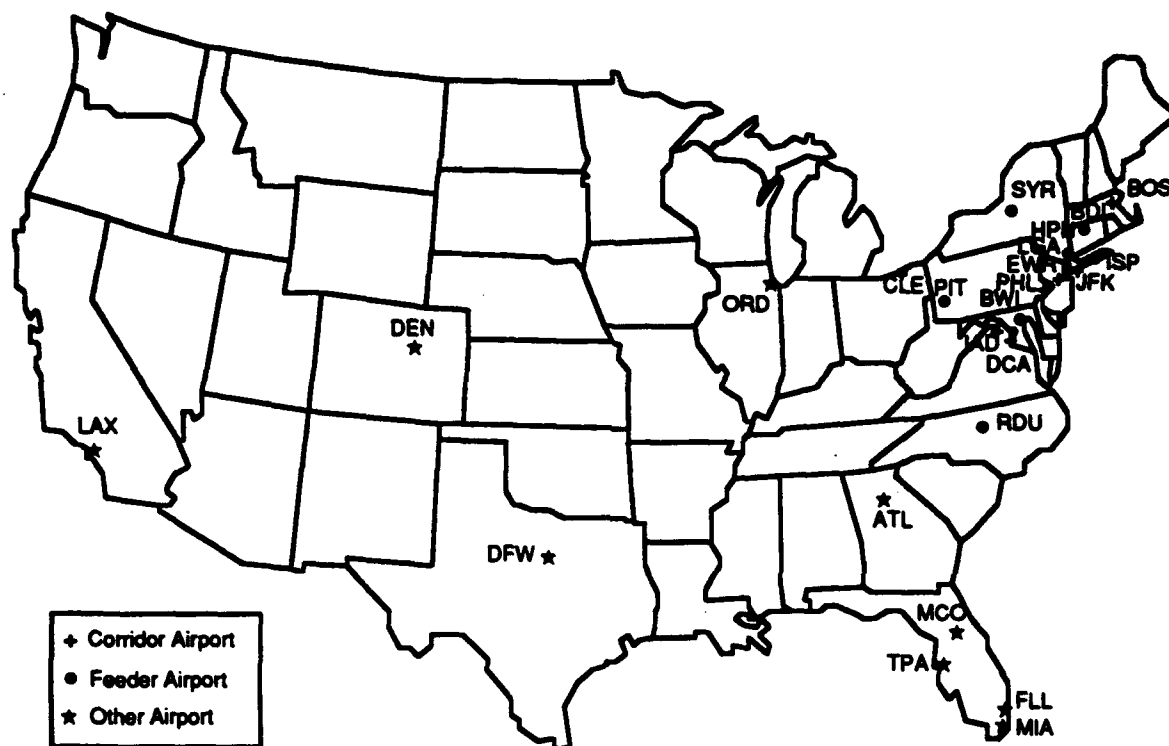 SYR
BOS
BDL
HPN
LGA
EWR
ISP
PHL
JFK
CLE
PIT
BWI
ORD
IAD
DCA
DEN
LAX
RDU
ATL
DFW
MCO
TPA
FLL
MIA
Corridor Airport
Feeder Airport
Other Airport